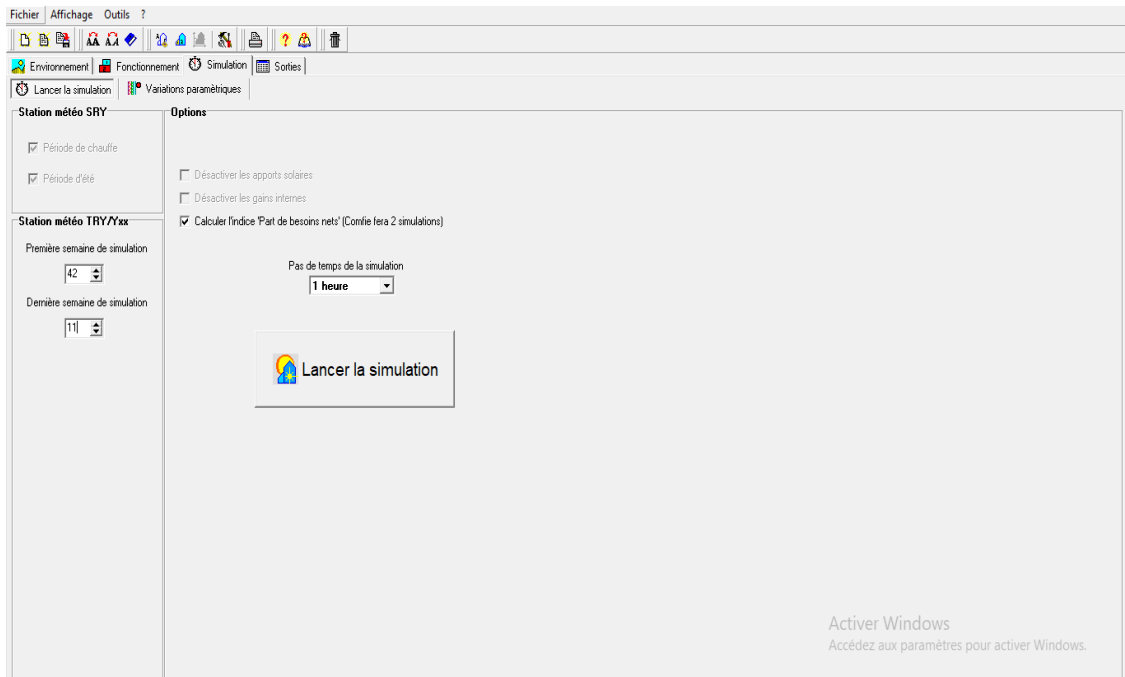 Fichier Affichage Outils ?
Environnement Fonctionnement Simulation Sorties
Lancer la simulation Variations paramètriques
Station météo SRY
Période de chauffe
Période d'été
Station météo TRY/Yxx
Première semaine de simulation
42
Dernière semaine de simulation
11
Options
Désactiver les apports solaires
Désactiver les gains internes
Calculer l'indice 'Part de besoins nets' (Comfie fera 2 simulations)
Pas de temps de la simulation
1 heure
Lancer la simulation
Activer Windows
Accédez aux paramètres pour activer Windows.